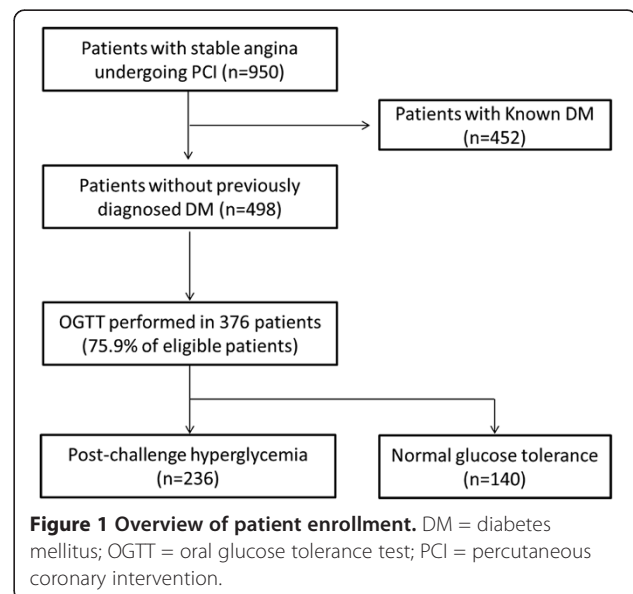 Patients with stable angina
undergoing PCI (n=950)
Patients with Known DM
(n=452)
Patients without previously
diagnosed DM (n=498)
OGTT performed in 376 patients
(75.9% of eligible patients)
Post-challenge hyperglycemia
(n=236)
Normal glucose tolerance
(n=140)
Figure 1 Overview of patient enrollment. DM = diabetes
mellitus; OGTT = oral glucose tolerance test; PCI = percutaneous
coronary intervention.